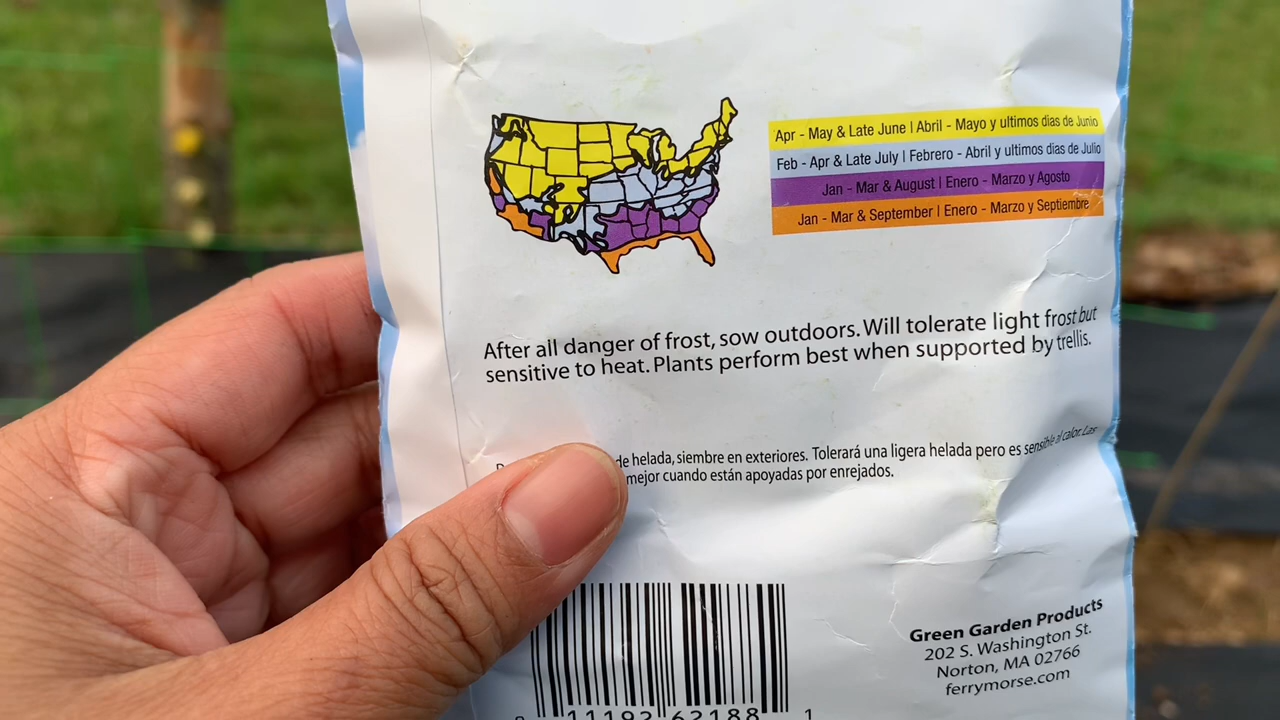 Apr - May & Late June | Abril - Mayo y ultimos dias de Junio
Feb - Apr & Late July | Febrero - Abril y ultimos dias de Julio
Jan - Mar & August | Enero - Marzo y Agosto
Jan - Mar & September | Enero - Marzo y Septiembre
After all danger of frost, sow outdoors. Will tolerate light frost but
sensitive to heat. Plants perform best when supported by trellis.
de helada, siembre en exteriores. Tolerará una ligera helada pero es sensible al calor. Las
mejor cuando están apoyadas por enrejados.
11192 62188 1
Green Garden Products
202 S. Washington St.
Norton, MA 02766
ferrymorse.com